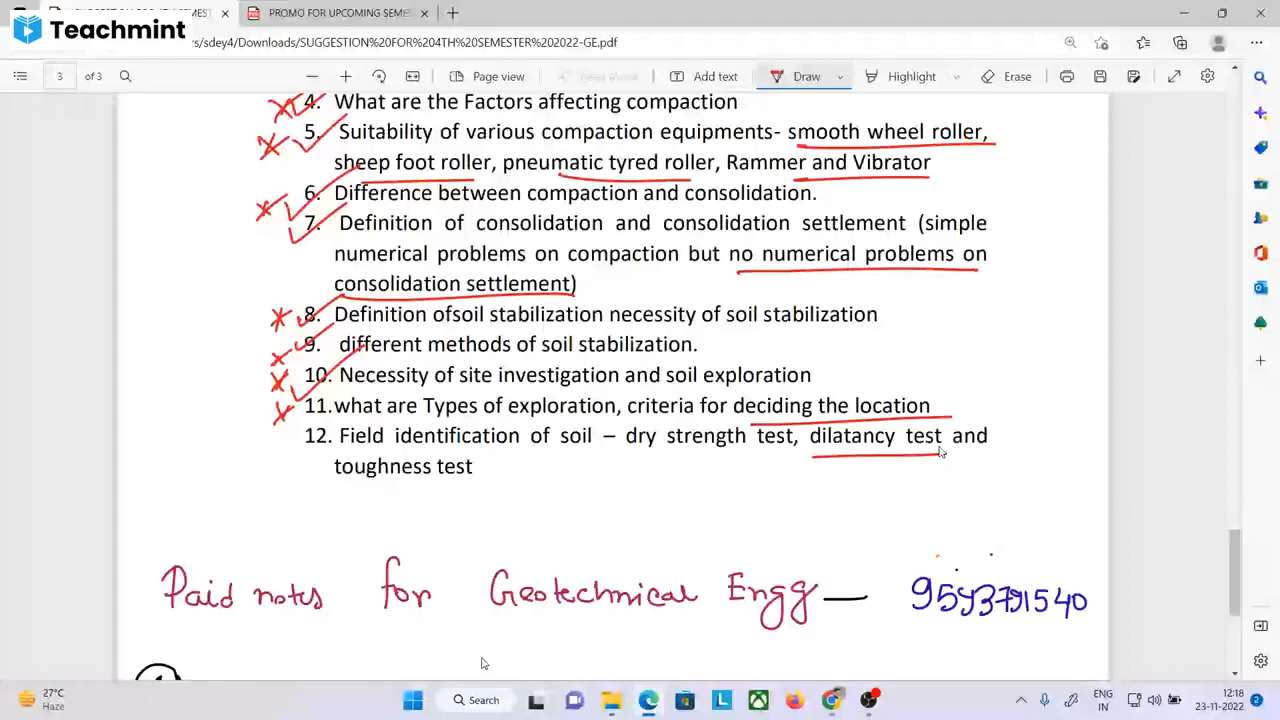 SEMEST
PROMO FOR UPCOMING SEMES
Teachmint
s/sdey4/Downloads/SUGGESTION%20FOR%204TH%20SEMESTER%202022-GE.pdf
3 of 3
Page view
Read aloud
Add text
Draw
Highlight
Erase
4. What are the Factors affecting compaction
5. Suitability of various compaction equipments- smooth wheel roller,
sheep foot roller, pneumatic tyred roller, Rammer and Vibrator
6. Difference between compaction and consolidation.
7. Definition of consolidation and consolidation settlement (simple
numerical problems on compaction but no numerical problems on
consolidation settlement)
8. Definition ofsoil stabilization necessity of soil stabilization
9. different methods of soil stabilization.
10. Necessity of site investigation and soil exploration
11.what are Types of exploration, criteria for deciding the location
12. Field identification of soil – dry strength test, dilatancy test and
toughness test
Paid notes for Geotechnical Engg — 9593791540
27°C
Haze
Search
ENG
IN
12:18
23-11-2022